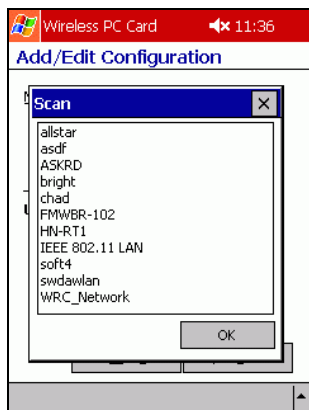 Wireless PC Card 11:36
Add/Edit Configuration
Scan
allstar
asdf
ASKRD
bright
chad
FMWBR-102
HN-RT1
IEEE 802.11 LAN
soft4
swdawlan
WRC_Network
OK